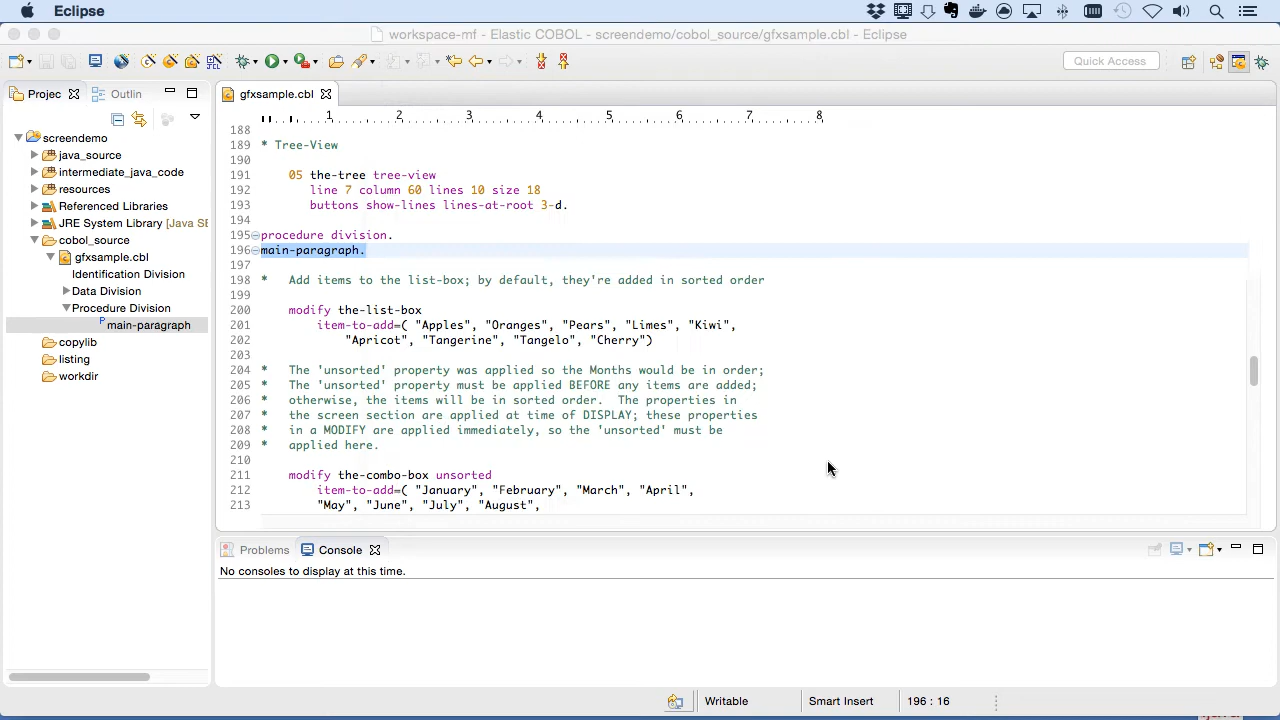 Eclipse
workspace-mf - Elastic COBOL - screendemo/cobol_source/gfxsample.cbl - Eclipse
Quick Access
Projec
Outlin
gfxsample.cbl
screendemo
java_source
intermediate_java_code
resources
Referenced Libraries
JRE System Library [Java SE
cobol_source
gfxsample.cbl
Identification Division
Data Division
Procedure Division
main-paragraph
copylib
listing
workdir
1 2 3 4 5 6 7 8
188
189 * Tree-View
190
191 05 the-tree tree-view
192 line 7 column 60 lines 10 size 18
193 buttons show-lines lines-at-root 3-d.
194
195 procedure division.
196 main-paragraph.
197
198 * Add items to the list-box; by default, they're added in sorted order
199
200 modify the-list-box
201 item-to-add=( "Apples", "Oranges", "Pears", "Limes", "Kiwi",
202 "Apricot", "Tangerine", "Tangelo", "Cherry")
203
204 * The 'unsorted' property was applied so the Months would be in order;
205 * The 'unsorted' property must be applied BEFORE any items are added;
206 * otherwise, the items will be in sorted order. The properties in
207 * the screen section are applied at time of DISPLAY; these properties
208 * in a MODIFY are applied immediately, so the 'unsorted' must be
209 * applied here.
210
211 modify the-combo-box unsorted
212 item-to-add=( "January", "February", "March", "April",
213 "May", "June", "July", "August",
Problems
Console
No consoles to display at this time.
Writable
Smart Insert
196 : 16